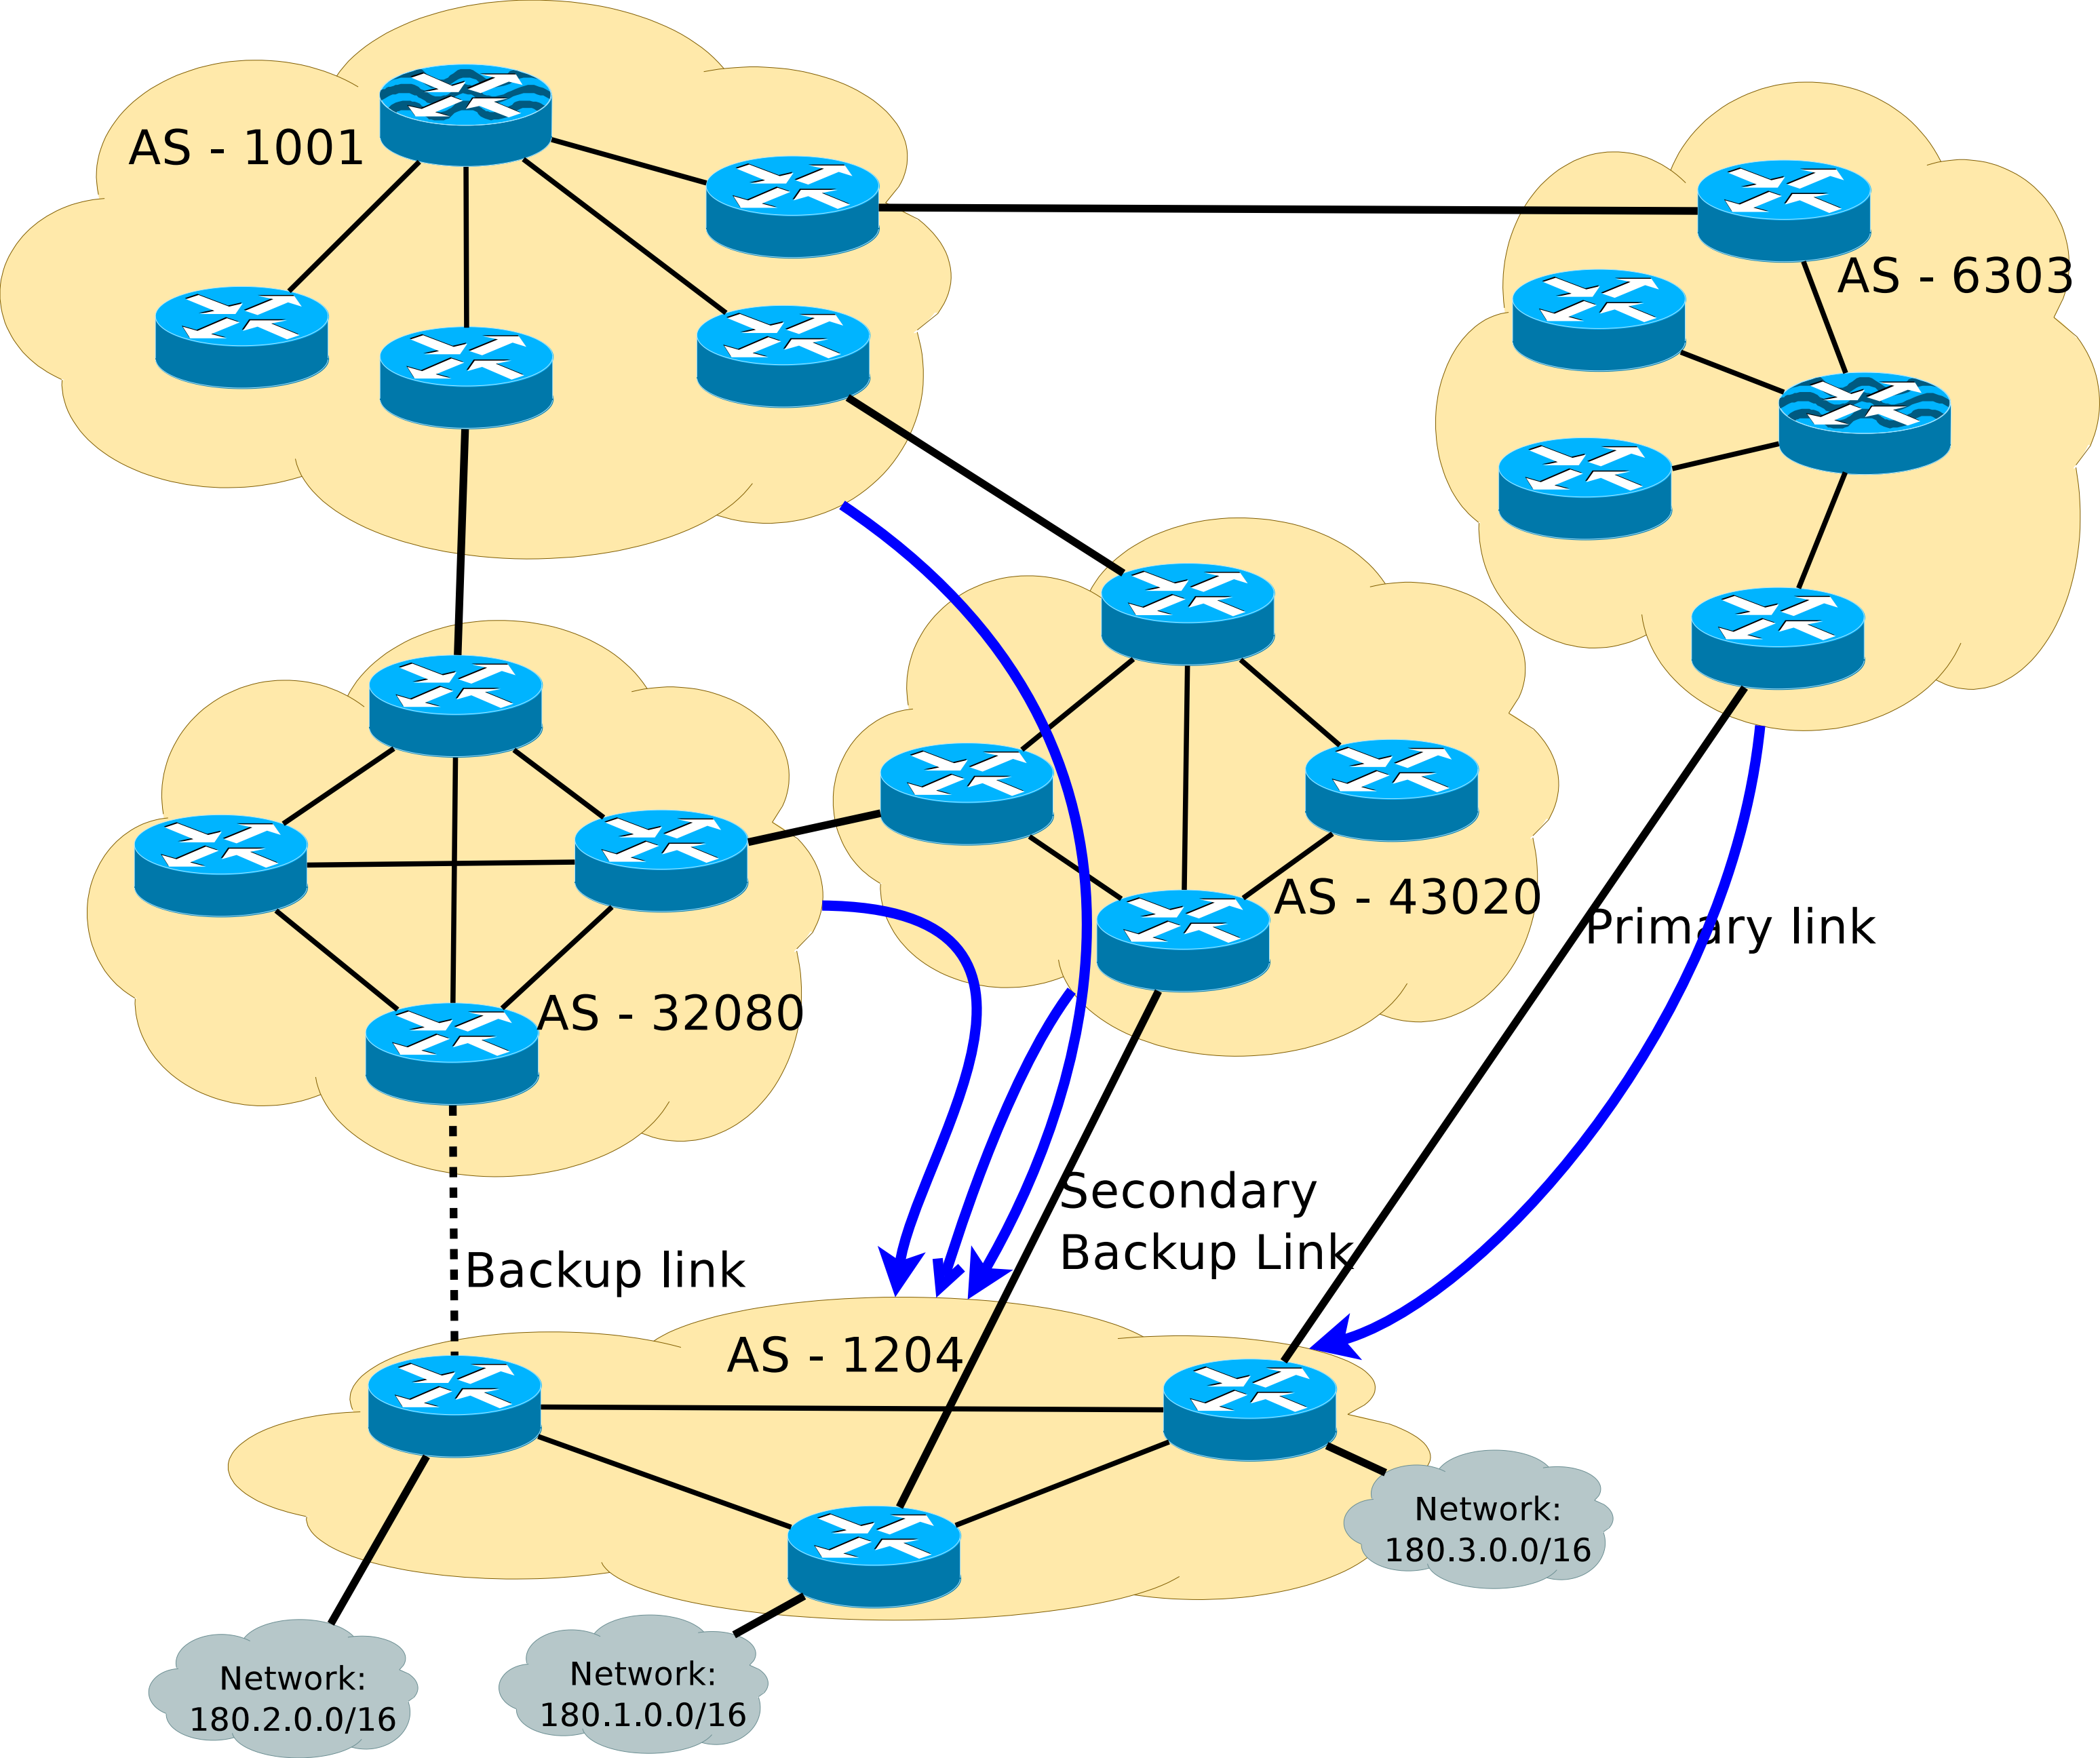 AS - 1001
AS - 6303
AS - 43020
Primary link
AS - 32080
Secondary
Backup Link
Backup link
AS - 1204
Network:
180.3.0.0/16
Network:
180.2.0.0/16
Network:
180.1.0.0/16